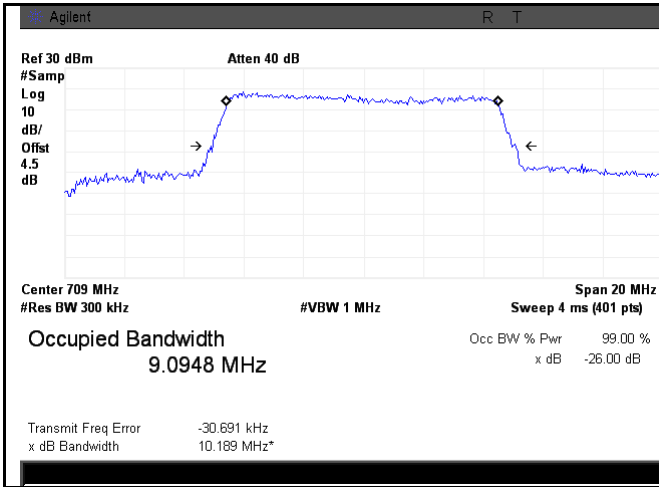 Agilent R T
Ref 30 dBm Atten 40 dB
#Samp
Log
10
dB/
Offst
4.5
dB
Center 709 MHz Span 20 MHz
#Res BW 300 kHz #VBW 1 MHz Sweep 4 ms (401 pts)
Occupied Bandwidth Occ BW % Pwr 99.00 %
9.0948 MHz x dB -26.00 dB
Transmit Freq Error -30.691 kHz
x dB Bandwidth 10.189 MHz*